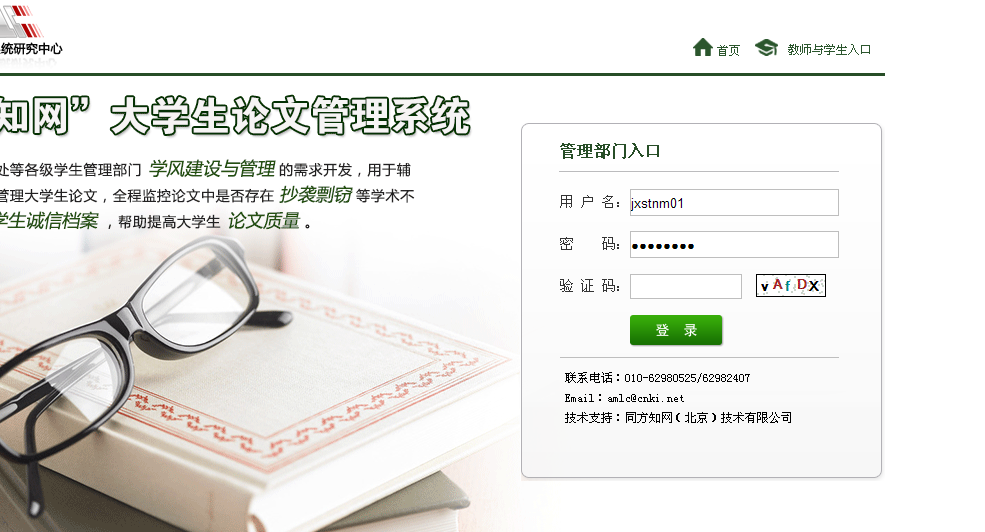 统研究中心
首页 教师与学生入口
知网”大学生论文管理系统
处等各级学生管理部门 学风建设与管理 的需求开发，用于辅
管理大学生论文，全程监控论文中是否存在 抄袭剽窃 等学术不
学生诚信档案 ，帮助提高大学生 论文质量 。
管理部门入口
用 户 名： jxstnm01
密 码： ●●●●●●●●
验 证 码： vAfDX
登 录
联系电话：010-62980525/62982407
Email：amlc@cnki.net
技术支持：同方知网（北京）技术有限公司